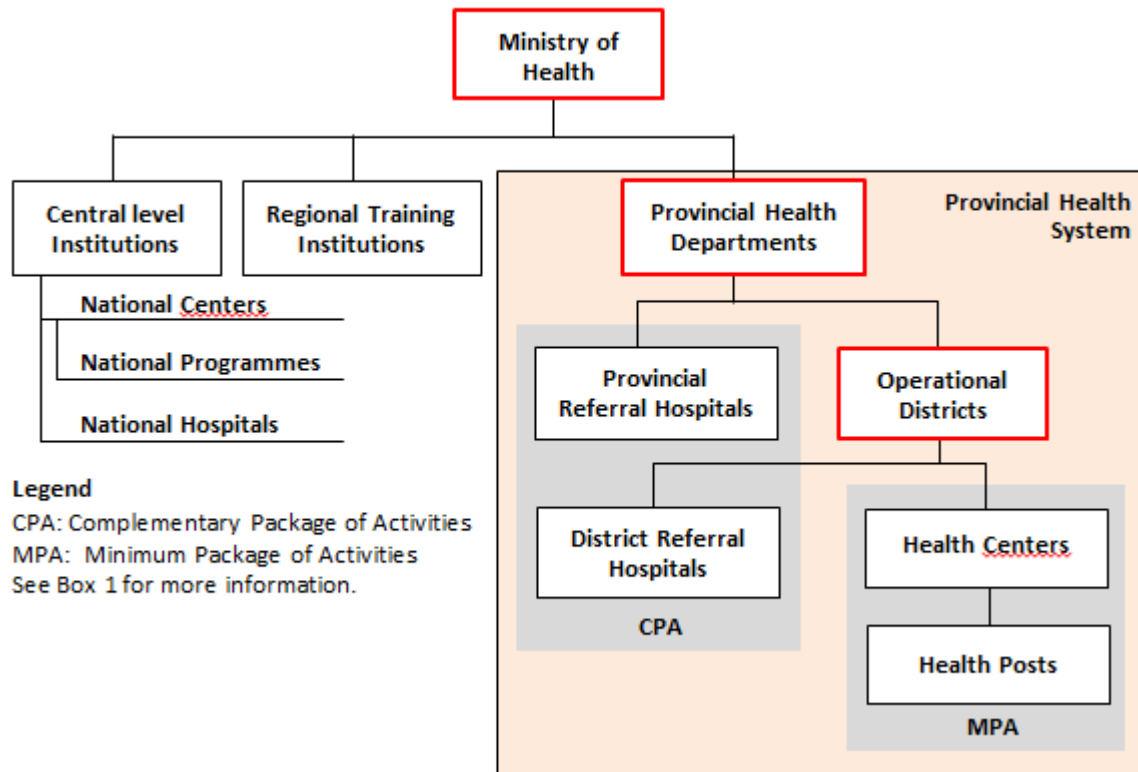 Ministry of
Health
Central level
Institutions
Regional Training
Institutions
Provincial Health
Departments
Provincial Health
System
National Centers
National Programmes
National Hospitals
Provincial
Referral Hospitals
Operational
Districts
District Referral
Hospitals
CPA
Health Centers
Health Posts
MPA
Legend
CPA: Complementary Package of Activities
MPA: Minimum Package of Activities
See Box 1 for more information.